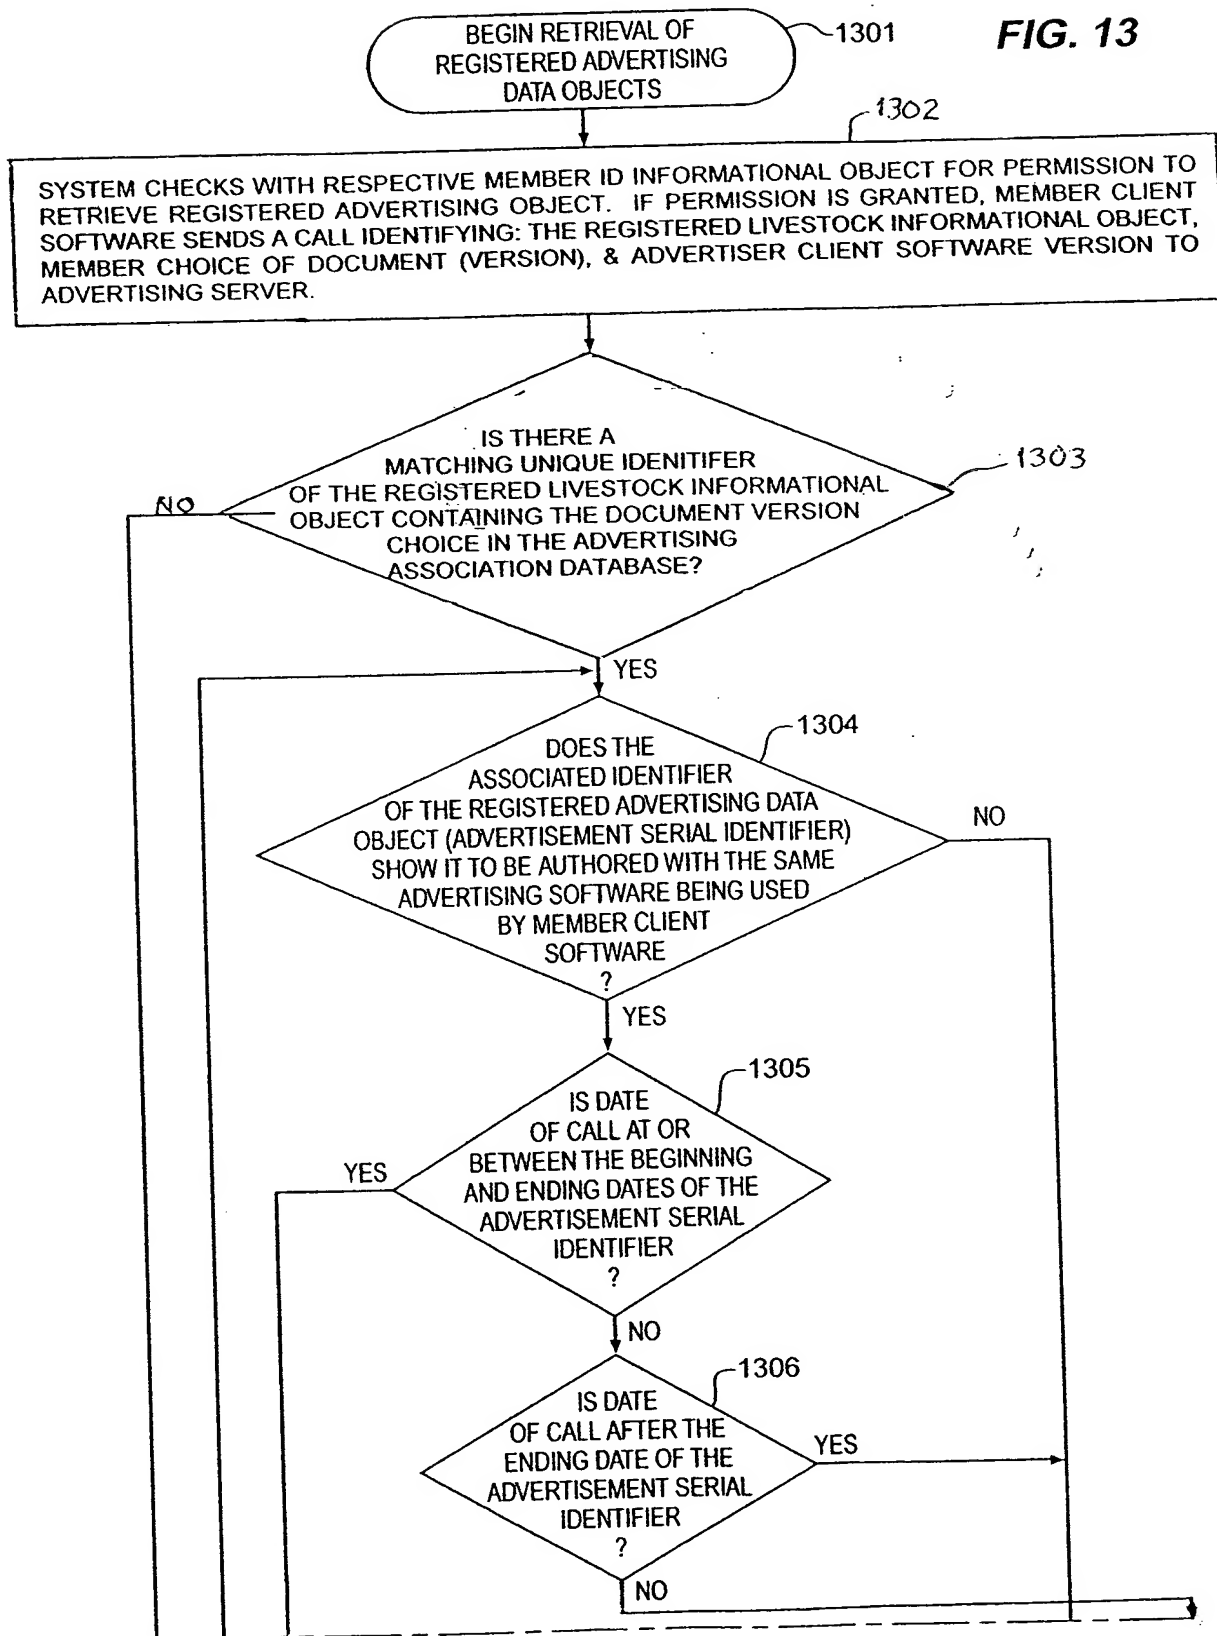 BEGIN RETRIEVAL OF
REGISTERED ADVERTISING
DATA OBJECTS
1301
FIG. 13
1302
SYSTEM CHECKS WITH RESPECTIVE MEMBER ID INFORMATIONAL OBJECT FOR PERMISSION TO
RETRIEVE REGISTERED ADVERTISING OBJECT. IF PERMISSION IS GRANTED, MEMBER CLIENT
SOFTWARE SENDS A CALL IDENTIFYING: THE REGISTERED LIVESTOCK INFORMATIONAL OBJECT,
MEMBER CHOICE OF DOCUMENT (VERSION), & ADVERTISER CLIENT SOFTWARE VERSION TO
ADVERTISING SERVER.
IS THERE A
MATCHING UNIQUE IDENITIFER
OF THE REGISTERED LIVESTOCK INFORMATIONAL
OBJECT CONTAINING THE DOCUMENT VERSION
CHOICE IN THE ADVERTISING
ASSOCIATION DATABASE?
1303
NO
YES
1304
DOES THE
ASSOCIATED IDENTIFIER
OF THE REGISTERED ADVERTISING DATA
OBJECT (ADVERTISEMENT SERIAL IDENTIFIER)
SHOW IT TO BE AUTHORED WITH THE SAME
ADVERTISING SOFTWARE BEING USED
BY MEMBER CLIENT
SOFTWARE
?
NO
YES
1305
IS DATE
OF CALL AT OR
BETWEEN THE BEGINNING
AND ENDING DATES OF THE
ADVERTISEMENT SERIAL
IDENTIFIER
?
YES
NO
1306
IS DATE
OF CALL AFTER THE
ENDING DATE OF THE
ADVERTISEMENT SERIAL
IDENTIFIER
?
YES
NO